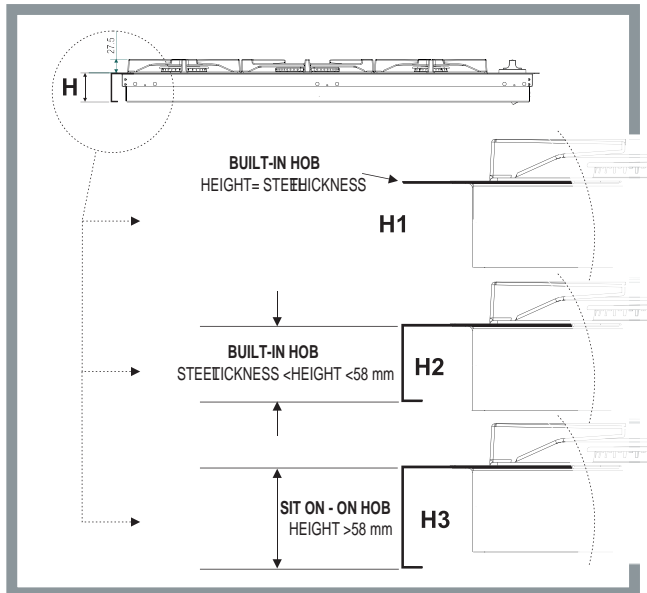 27.5
H
BUILT-IN HOB
HEIGHT= STEEL THICKNESS
H1
BUILT-IN HOB
STEEL TICKNESS <HEIGHT <58 mm
H2
SIT ON - ON HOB
HEIGHT >58 mm
H3